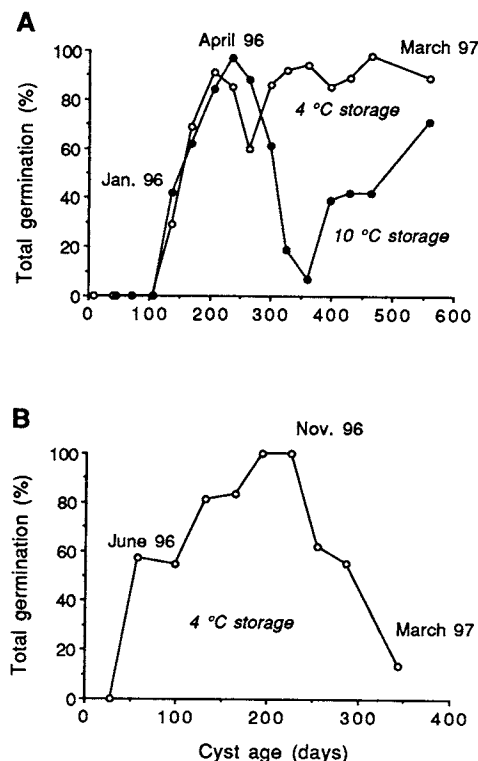 A
April 96
March 97
100
80
60
40
20
0
Total germination (%)
Jan. 96
4 °C storage
10 °C storage
0 100 200 300 400 500 600
B
Nov. 96
100
80
60
40
20
0
Total germination (%)
June 96
4 °C storage
March 97
0 100 200 300 400
Cyst age (days)